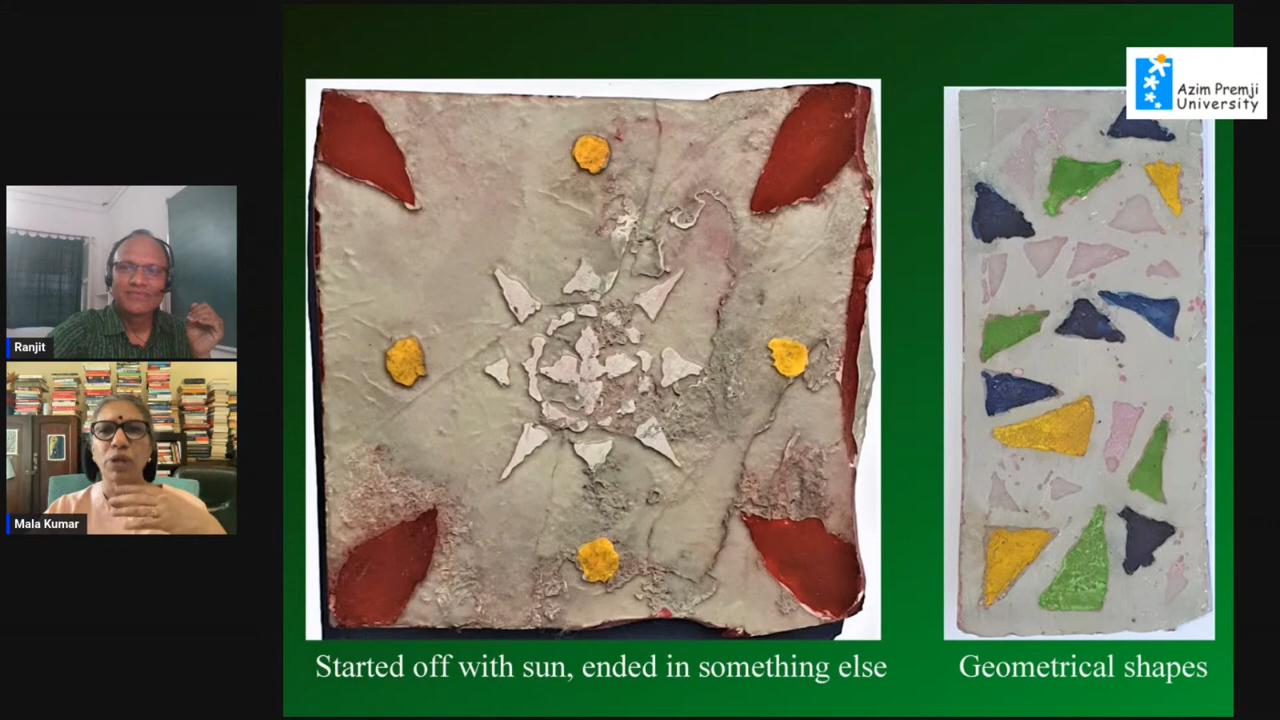 Azim Premji
University
Ranjit
Mala Kumar
Started off with sun, ended in something else
Geometrical shapes